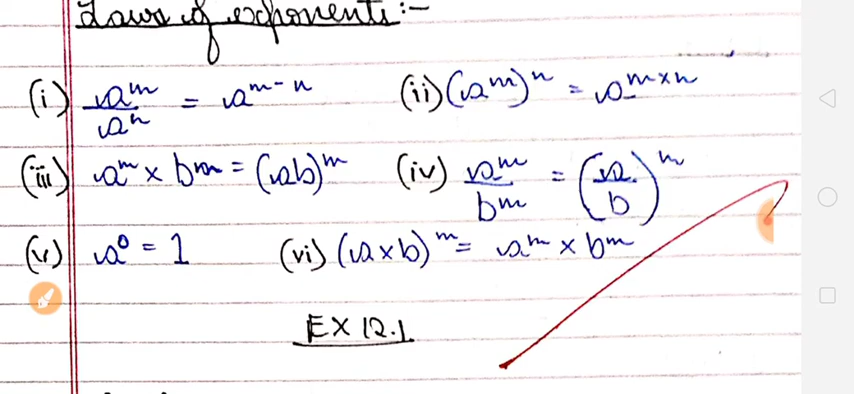 Laws of exponents:-
(i) a^m/a^n = a^(m-n) (ii) (a^m)^n = a^(m×n)
(iii) a^m × b^m = (ab)^m (iv) a^m/b^m = (a/b)^m
(v) a^0 = 1 (vi) (a×b)^m = a^m × b^m
EX 12.1